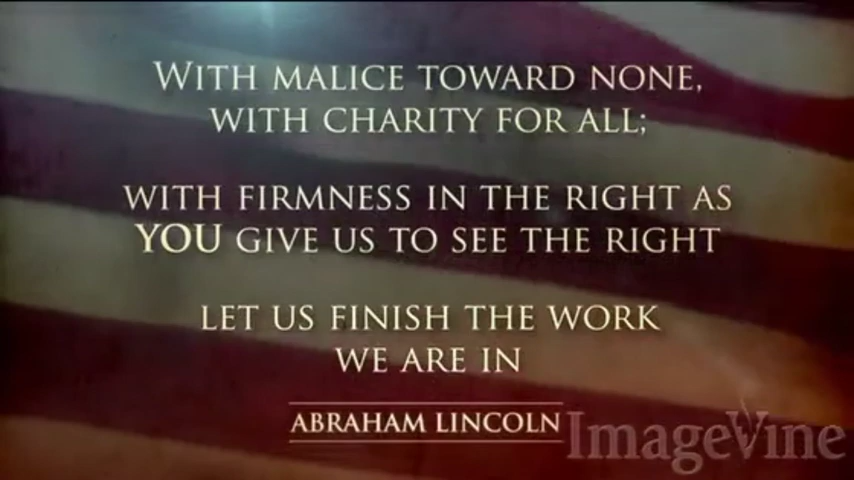 WITH MALICE TOWARD NONE,
WITH CHARITY FOR ALL;
WITH FIRMNESS IN THE RIGHT AS
YOU GIVE US TO SEE THE RIGHT
LET US FINISH THE WORK
WE ARE IN
ABRAHAM LINCOLN
ImageVine